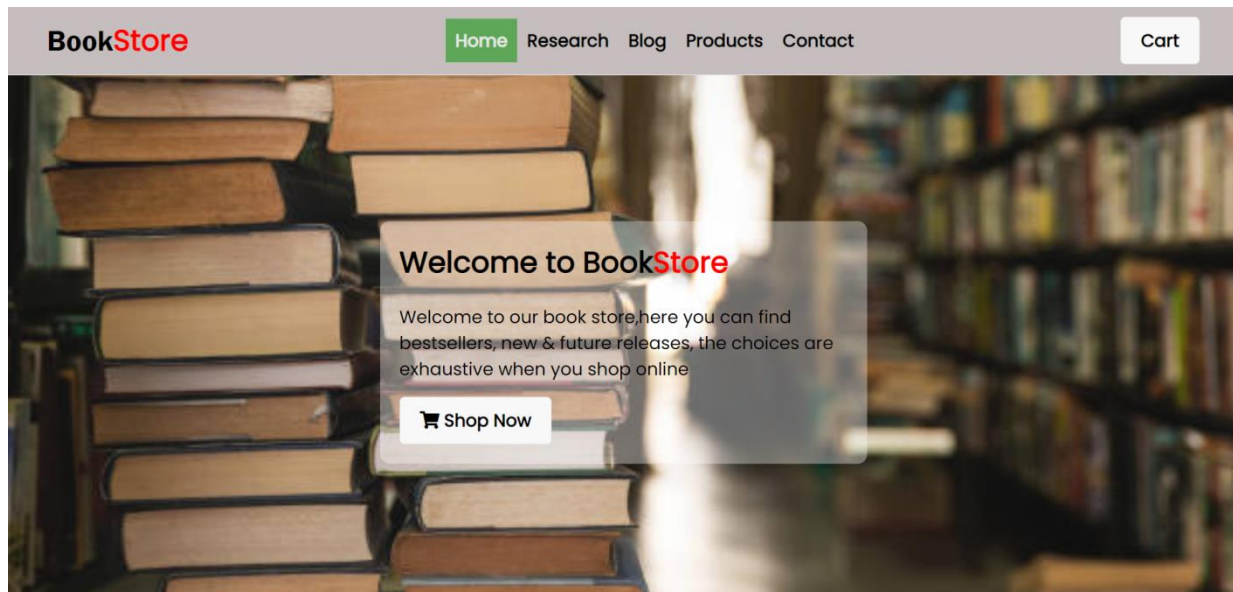 BookStore
Home Research Blog Products Contact
Cart
Welcome to BookStore
Welcome to our book store,here you can find
bestsellers, new & future releases, the choices are
exhaustive when you shop online
Shop Now